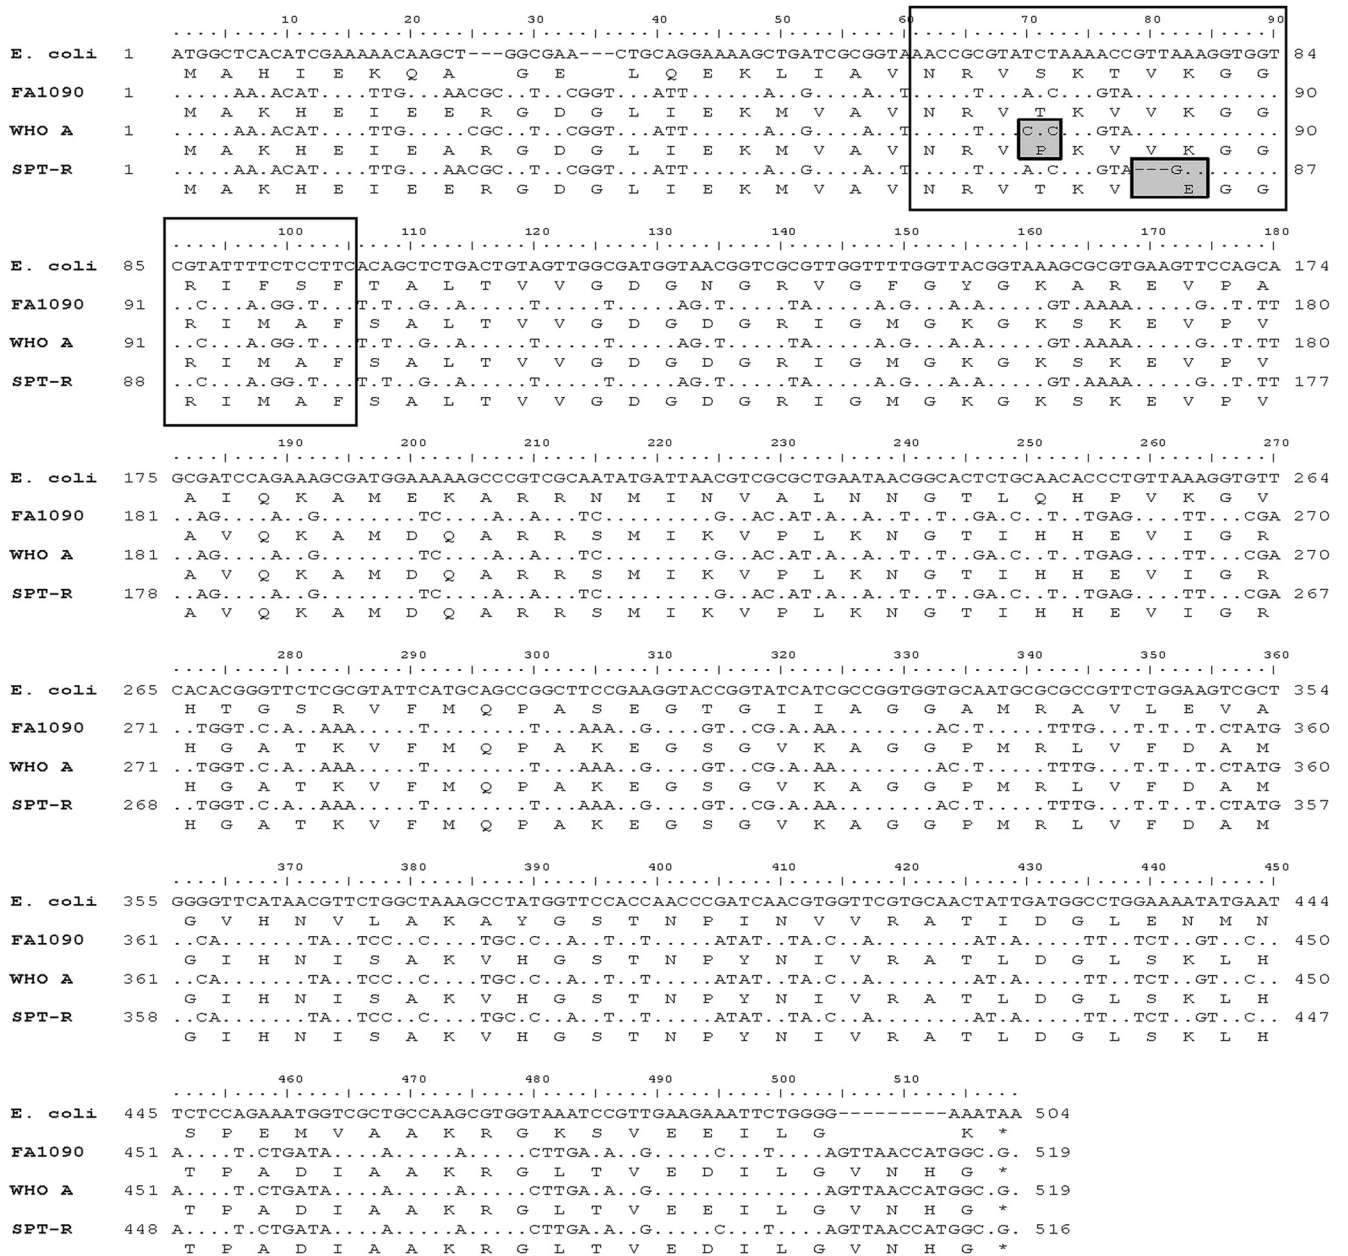 10 20 30 40 50 60 70 80 90
....|....|....|....|....|....|....|....|....|....|....|....|....|....|....|....|....|....|
E. coli 1 ATGGCTCACATCGAAAAACAAGCT---GGCGAA---CTGCAGGAAAAGCTGATCGCGGTAAACCGCGTATCTAAAACCGTTAAAGGTGGT 84
M A H I E K Q A G E L Q E K L I A V N R V S K T V K G G
FA1090 1 .....AA.ACAT....TTG...AACGC..T..CGGT...ATT......A..G....A..T.....T...A.C...GTA............ 90
M A K H E I E E R G D G L I E K M V A V N R V T K V V K G G
WHO A 1 .....AA.ACAT....TTG.....CGC..T..CGGT...ATT......A..G....A..T.....T...C.C...GTA............ 90
M A K H E I E A R G D G L I E K M V A V N R V P K V V K G G
SPT-R 1 .....AA.ACAT....TTG...AACGC..T..CGGT...ATT......A..G....A..T.....T...A.C...GTA---G........ 87
M A K H E I E E R G D G L I E K M V A V N R V T K V E G G
100 110 120 130 140 150 160 170 180
....|....|....|....|....|....|....|....|....|....|....|....|....|....|....|....|....|....|
E. coli 85 CGTATTTTCTCCTTCACAGCTCTGACTGTAGTTGGCGATGGTAACGGTCGCGTTGGTTTTGGTTACGGTAAAGCGCGTGAAGTTCCAGCA 174
R I F S F T A L T V V G D G N G R V G F G Y G K A R E V P A
FA1090 91 ..C...A.GG.T...T.T..G..A.....T.....T.....AG.T.....TA.....A.G...AA.....GT.AAAA.....G..T.TT 180
R I M A F S A L T V V G D G D G R I G M G K G K S K E V P V
WHO A 91 ..C...A.GG.T...T.T..G..A.....T.....T.....AG.T.....TA.....A.G...AA.....GT.AAAA.....G..T.TT 180
R I M A F S A L T V V G D G D G R I G M G K G K S K E V P V
SPT-R 88 ..C...A.GG.T...T.T..G..A.....T.....T.....AG.T.....TA.....A.G...AA.....GT.AAAA.....G..T.TT 177
R I M A F S A L T V V G D G D G R I G M G K G K S K E V P V
190 200 210 220 230 240 250 260 270
....|....|....|....|....|....|....|....|....|....|....|....|....|....|....|....|....|....|
E. coli 175 GCGATCCAGAAAGCGATGGAAAAAGCCCGTCGCAATATGATTAACGTCGCGCTGAATAACGGCACTCTGCAACACCCTGTTAAAGGTGTT 264
A I Q K A M E K A R R N M I N V A L N N G T L Q H P V K G V
FA1090 181 ..AG....A..G........TC.....A..A...TC.........G..AC.AT.A..A..T..T..GA.C..T..TGAG....TT...CGA 270
A V Q K A M D Q A R R S M I K V P L K N G T I H H E V I G R
WHO A 181 ..AG....A..G........TC.....A..A...TC.........G..AC.AT.A..A..T..T..GA.C..T..TGAG....TT...CGA 270
A V Q K A M D Q A R R S M I K V P L K N G T I H H E V I G R
SPT-R 178 ..AG....A..G........TC.....A..A...TC.........G..AC.AT.A..A..T..T..GA.C..T..TGAG....TT...CGA 267
A V Q K A M D Q A R R S M I K V P L K N G T I H H E V I G R
280 290 300 310 320 330 340 350 360
....|....|....|....|....|....|....|....|....|....|....|....|....|....|....|....|....|....|
E. coli 265 CACACGGGTTCTCGCGTATTCATGCAGCCGGCTTCCGAAGGTACCGGTATCATCGCCGGTGGTGCAATGCGCGCCGTTCTGGAAGTCGCT 354
H T G S R V F M Q P A S E G T G I I A G G A M R A V L E V A
FA1090 271 ..TGGT.C.A..AAA.....T........T...AAA..G....GT..CG.A.AA........AC.T.....TTTG...T.T..T.CTATG 360
H G A T K V F M Q P A K E G S G V K A G G P M R L V F D A M
WHO A 271 ..TGGT.C.A..AAA.....T........T...AAA..G....GT..CG.A.AA........AC.T.....TTTG...T.T..T.CTATG 360
H G A T K V F M Q P A K E G S G V K A G G P M R L V F D A M
SPT-R 268 ..TGGT.C.A..AAA.....T........T...AAA..G....GT..CG.A.AA........AC.T.....TTTG...T.T..T.CTATG 357
H G A T K V F M Q P A K E G S G V K A G G P M R L V F D A M
370 380 390 400 410 420 430 440 450
....|....|....|....|....|....|....|....|....|....|....|....|....|....|....|....|....|....|
E. coli 355 GGGGTTCATAACGTTCTGGCTAAAGCCTATGGTTCCACCAACCCGATCAACGTGGTTCGTGCAACTATTGATGGCCTGGAAAATATGAAT 444
G V H N V L A K A Y G S T N P I N V V R A T I D G L E N M N
FA1090 361 ..CA.......TA..TCC..C....TGC.C..A..T..T.....ATAT..TA.C..A........AT.A.....TT..TCT..GT..C.. 450
G I H N I S A K V H G S T N P Y N I V R A T L D G L S K L H
WHO A 361 ..CA.......TA..TCC..C....TGC.C..A..T..T.....ATAT..TA.C..A........AT.A.....TT..TCT..GT..C.. 450
G I H N I S A K V H G S T N P Y N I V R A T L D G L S K L H
SPT-R 358 ..CA.......TA..TCC..C....TGC.C..A..T..T.....ATAT..TA.C..A........AT.A.....TT..TCT..GT..C.. 447
G I H N I S A K V H G S T N P Y N I V R A T L D G L S K L H
460 470 480 490 500 510
....|....|....|....|....|....|....|....|....|....|....|....|....|....
E. coli 445 TCTCCAGAAATGGTCGCTGCCAAGCGTGGTAAATCCGTTGAAGAAATTCTGGGG---------AAATAA 504
S P E M V A A K R G K S V E E I L G K *
FA1090 451 A....T.CTGATA....A.....A.....CTTGA.A..G.....C...T....AGTTAACCATGGC.G. 519
T P A D I A A K R G L T V E D I L G V N H G *
WHO A 451 A....T.CTGATA....A.....A.....CTTGA.A..G..............AGTTAACCATGGC.G. 519
T P A D I A A K R G L T V E E I L G V N H G *
SPT-R 448 A....T.CTGATA....A.....A.....CTTGA.A..G.....C...T....AGTTAACCATGGC.G. 516
T P A D I A A K R G L T V E D I L G V N H G *